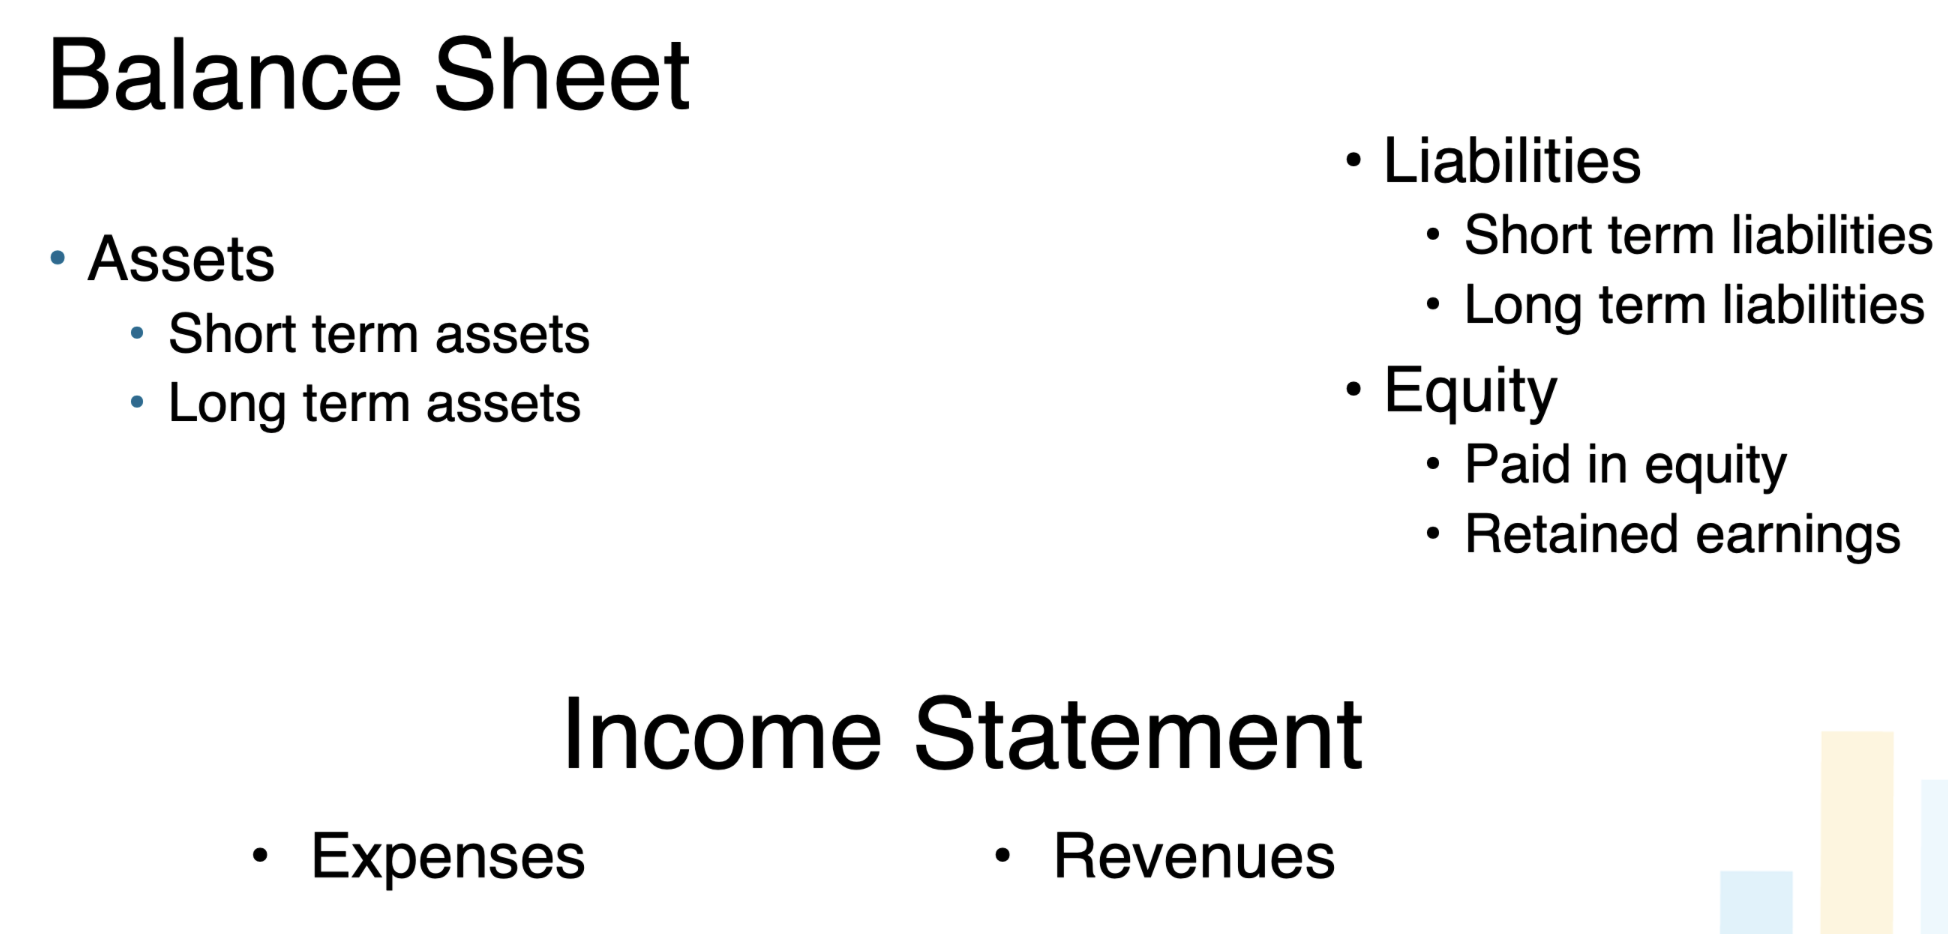 Balance Sheet
• Assets
• Short term assets
• Long term assets
• Liabilities
• Short term liabilities
• Long term liabilities
• Equity
• Paid in equity
• Retained earnings
Income Statement
• Expenses
• Revenues